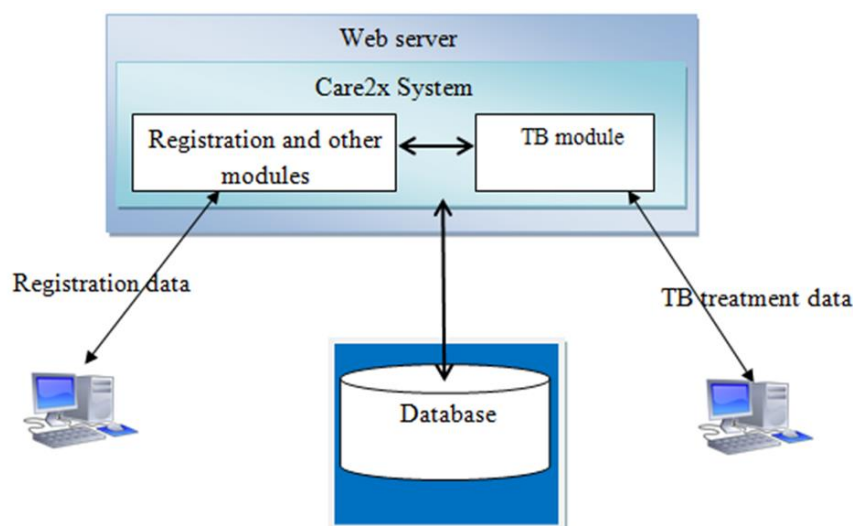 Web server
Care2x System
Registration and other
modules
TB module
Registration data
TB treatment data
Database